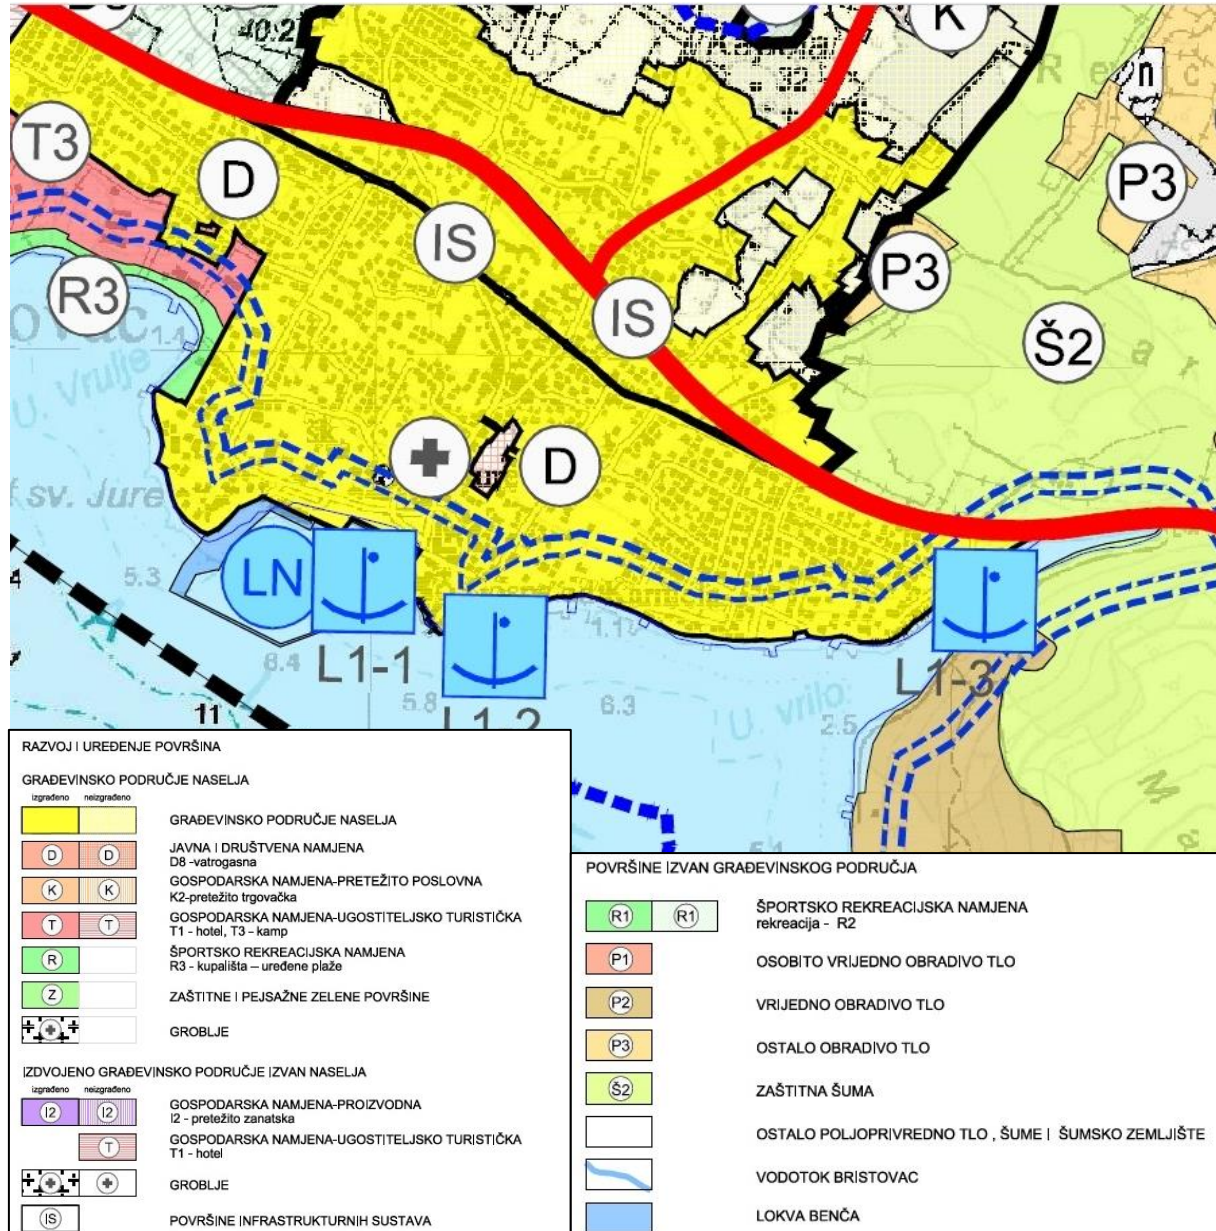 40.2
K
T3
D
IS
R3
1.4
U. Vrulje
P3
P3
n
IS
Š2
D
sv. Jure
5.3
LN
6.4
L1-1
5.8
L1-2
1.1
6.3
U. vrilo
2.5
L1-3
11
M
RAZVOJ I UREĐENJE POVRŠINA
GRAĐEVINSKO PODRUČJE NASELJA
izgrađeno neizgrađeno
GRAĐEVINSKO PODRUČJE NASELJA
D D JAVNA I DRUŠTVENA NAMJENA
D8 -vatrogasna
K K GOSPODARSKA NAMJENA-PRETEŽITO POSLOVNA
K2-pretežito trgovačka
T T GOSPODARSKA NAMJENA-UGOSTITELJSKO TURISTIČKA
T1 - hotel, T3 - kamp
R ŠPORTSKO REKREACIJSKA NAMJENA
R3 - kupališta – uređene plaže
Z ZAŠTITNE I PEJSAŽNE ZELENE POVRŠINE
GROBLJE
IZDVOJENO GRAĐEVINSKO PODRUČJE IZVAN NASELJA
izgrađeno neizgrađeno
I2 I2 GOSPODARSKA NAMJENA-PROIZVODNA
I2 - pretežito zanatska
T GOSPODARSKA NAMJENA-UGOSTITELJSKO TURISTIČKA
T1 - hotel
GROBLJE
IS POVRŠINE INFRASTRUKTURNIH SUSTAVA
POVRŠINE IZVAN GRAĐEVINSKOG PODRUČJA
R1 R1 ŠPORTSKO REKREACIJSKA NAMJENA
rekreacija - R2
P1 OSOBITO VRIJEDNO OBRADIVO TLO
P2 VRIJEDNO OBRADIVO TLO
P3 OSTALO OBRADIVO TLO
Š2 ZAŠTITNA ŠUMA
OSTALO POLJOPRIVREDNO TLO , ŠUME I ŠUMSKO ZEMLJIŠTE
VODOTOK BRISTOVAC
LOKVA BENČA